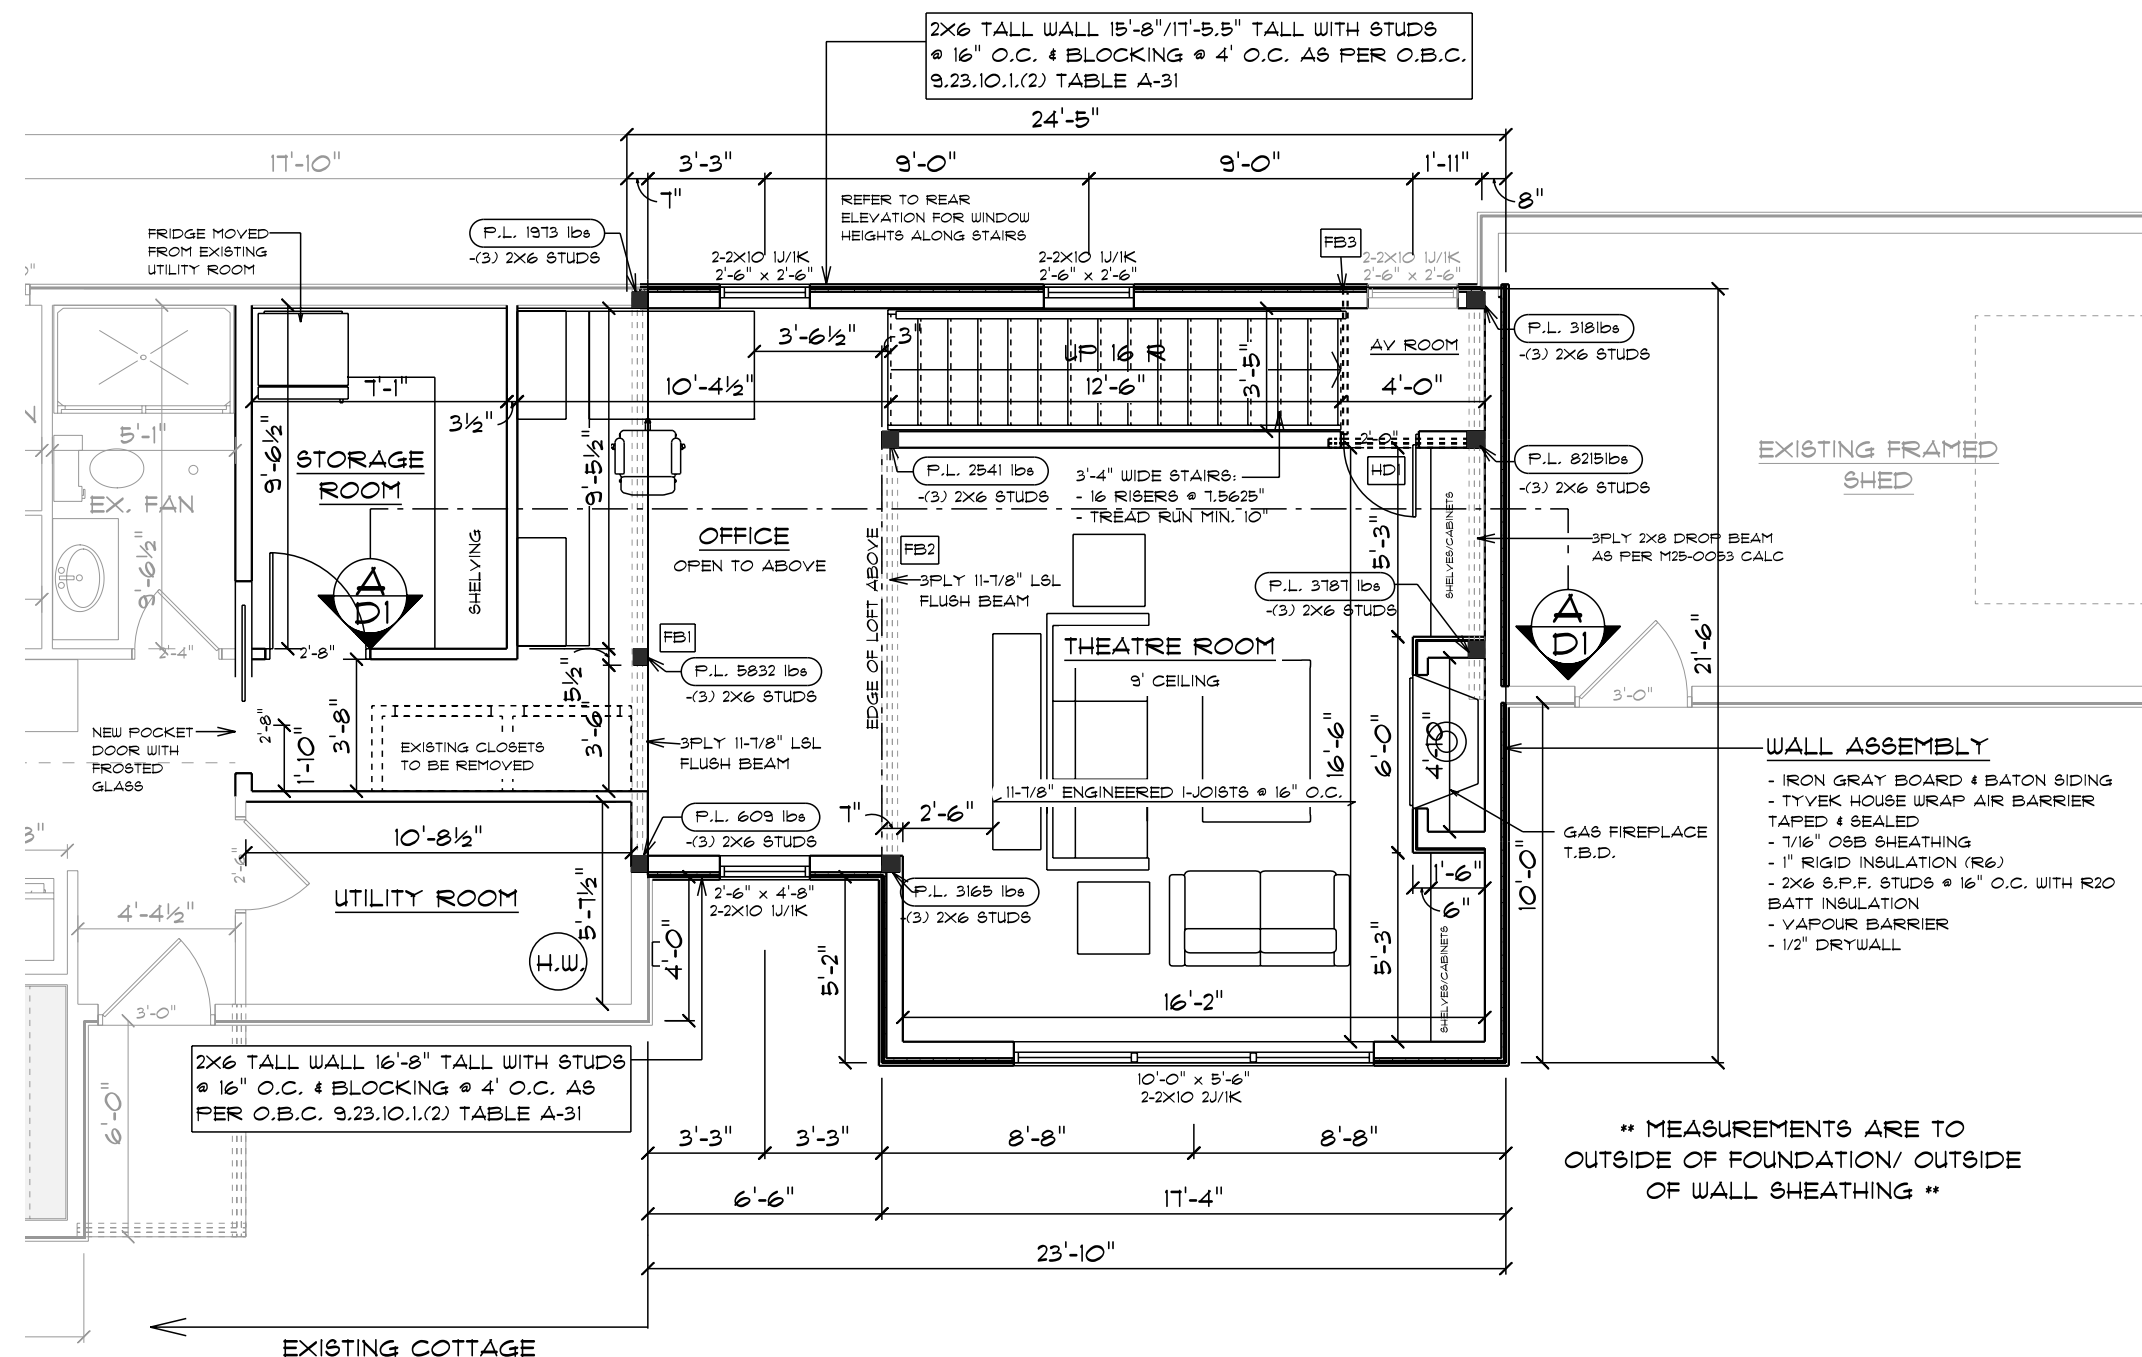 2X6 TALL WALL 15'-8"/17'-5.5" TALL WITH STUDS
@ 16" O.C. & BLOCKING @ 4' O.C. AS PER O.B.C.
9.23.10.1.(2) TABLE A-31
24'-5"
17'-10"
3'-3"
9'-0"
9'-0"
1'-11"
7"
8"
REFER TO REAR
ELEVATION FOR WINDOW
HEIGHTS ALONG STAIRS
FRIDGE MOVED
FROM EXISTING
UTILITY ROOM
P.L. 1973 lbs
-(3) 2X6 STUDS
2-2X10 1J/1K
2'-6" x 2'-6"
2-2X10 1J/1K
2'-6" x 2'-6"
FB3
2-2X10 1J/1K
2'-6" x 2'-6"
P.L. 3181lbs
-(3) 2X6 STUDS
3'-6½"
3"
UP 16 R
AV ROOM
7'-1"
10'-4½"
12'-6"
3'-5"
4'-0"
3½"
5'-1"
9'-6½"
STORAGE
ROOM
9'-5½"
2'-0"
HD1
P.L. 8215lbs
-(3) 2X6 STUDS
EXISTING FRAMED
SHED
EX. FAN
P.L. 2541 lbs
-(3) 2X6 STUDS
3'-4" WIDE STAIRS:
- 16 RISERS @ 7.5625"
- TREAD RUN MIN. 10"
SHELVES/CABINETS
5'-3"
9'-6½"
SHELVING
OFFICE
OPEN TO ABOVE
EDGE OF LOFT ABOVE
FB2
3PLY 11-7/8" LSL
FLUSH BEAM
3PLY 2X8 DROP BEAM
AS PER M25-0053 CALC
A
D1
P.L. 3787 lbs
-(3) 2X6 STUDS
A
D1
2'-4"
2'-8"
FB1
THEATRE ROOM
9' CEILING
21'-6"
3'-0"
5½"
P.L. 5832 lbs
-(3) 2X6 STUDS
NEW POCKET
DOOR WITH
FROSTED
GLASS
2'-8"
1'-10"
3'-8"
EXISTING CLOSETS
TO BE REMOVED
3'-6"
3PLY 11-7/8" LSL
FLUSH BEAM
16'-6"
6'-0"
4'-10"
WALL ASSEMBLY
- IRON GRAY BOARD & BATON SIDING
- TYVEK HOUSE WRAP AIR BARRIER
TAPED & SEALED
- 7/16" OSB SHEATHING
- 1" RIGID INSULATION (R6)
- 2X6 S.P.F. STUDS @ 16" O.C. WITH R20
BATT INSULATION
- VAPOUR BARRIER
- 1/2" DRYWALL
11-7/8" ENGINEERED I-JOISTS @ 16" O.C.
P.L. 609 lbs
-(3) 2X6 STUDS
7"
2'-6"
10'-8½"
GAS FIREPLACE
T.B.D.
2'-6"
1'-6"
6"
10'-0"
UTILITY ROOM
2'-6" x 4'-8"
2-2X10 1J/1K
P.L. 3165 lbs
-(3) 2X6 STUDS
4'-4½"
5'-7½"
H.W.
4'-0"
5'-2"
5'-3"
SHELVES/CABINETS
3'-0"
16'-2"
2X6 TALL WALL 16'-8" TALL WITH STUDS
@ 16" O.C. & BLOCKING @ 4' O.C. AS
PER O.B.C. 9.23.10.1.(2) TABLE A-31
6'-0"
10'-0" x 5'-6"
2-2X10 2J/1K
3'-3"
3'-3"
8'-8"
8'-8"
** MEASUREMENTS ARE TO
OUTSIDE OF FOUNDATION/ OUTSIDE
OF WALL SHEATHING **
6'-6"
17'-4"
23'-10"
EXISTING COTTAGE